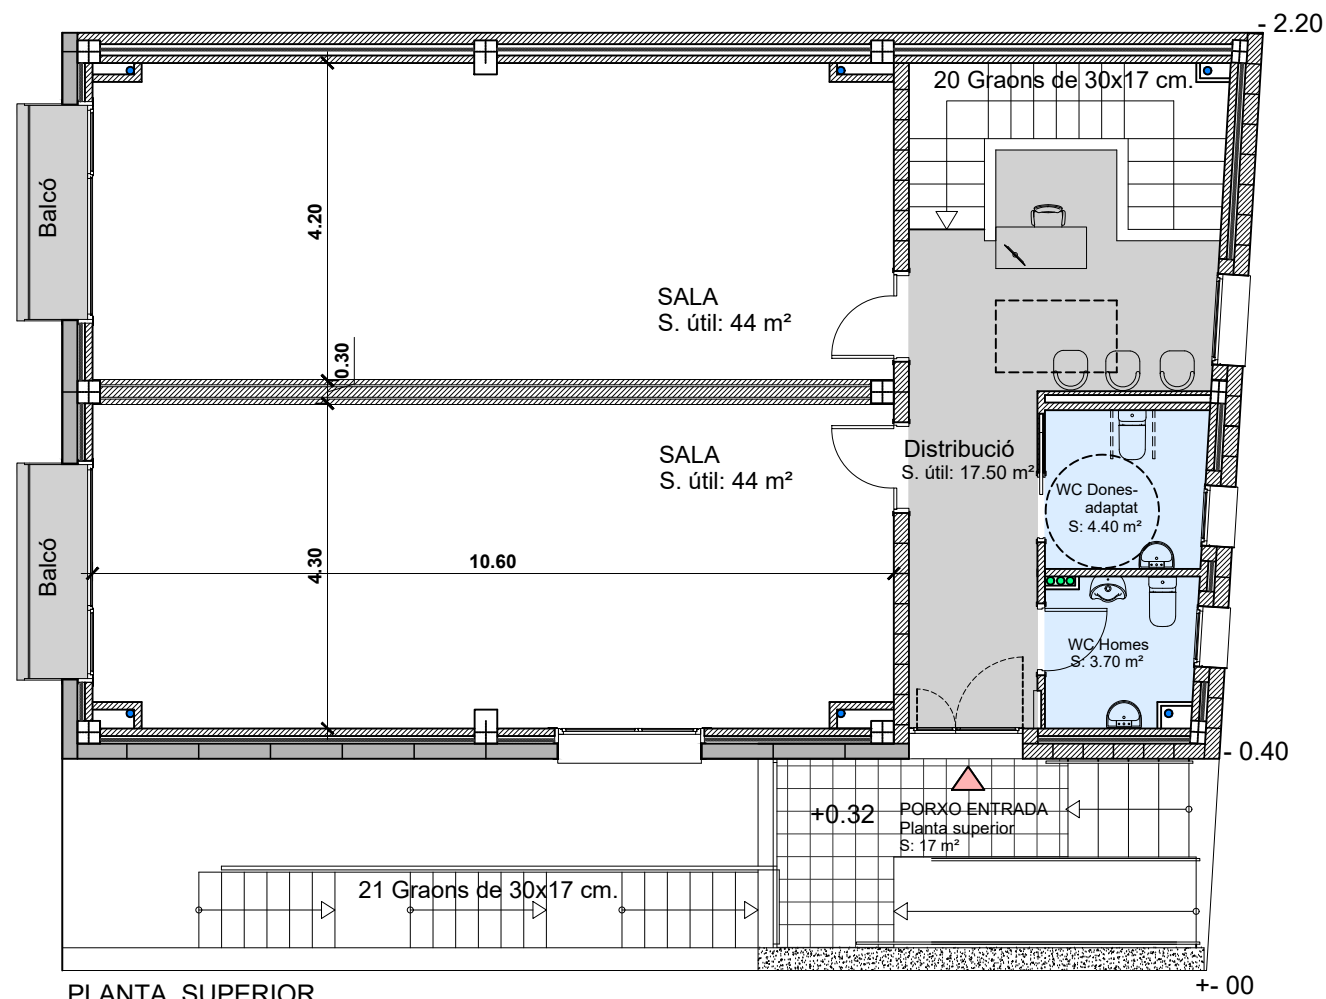 - 2.20
20 Graons de 30x17 cm.
Balcó
4.20
SALA
S. útil: 44 m²
0.30
SALA
S. útil: 44 m²
Distribució
S. útil: 17.50 m²
WC Dones-
adaptat
S: 4.40 m²
Balcó
4.30
10.60
WC Homes
S: 3.70 m²
- 0.40
+0.32
PORXO ENTRADA
Planta superior
S: 17 m²
21 Graons de 30x17 cm.
+- 00
PLANTA SUPERIOR